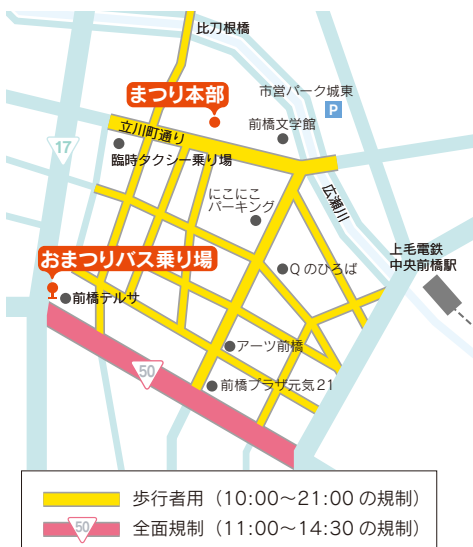 比刀根橋
まつり本部
市営パーク城東
P
前橋文学館
立川町通り
17
臨時タクシー乗り場
広瀬川
にこにこ
パーキング
上毛電鉄
中央前橋駅
おまつりバス乗り場
Qのひろば
前橋テルサ
アーツ前橋
50
前橋プラザ元気21
歩行者用（10:00〜21:00の規制）
50
全面規制（11:00〜14:30の規制）